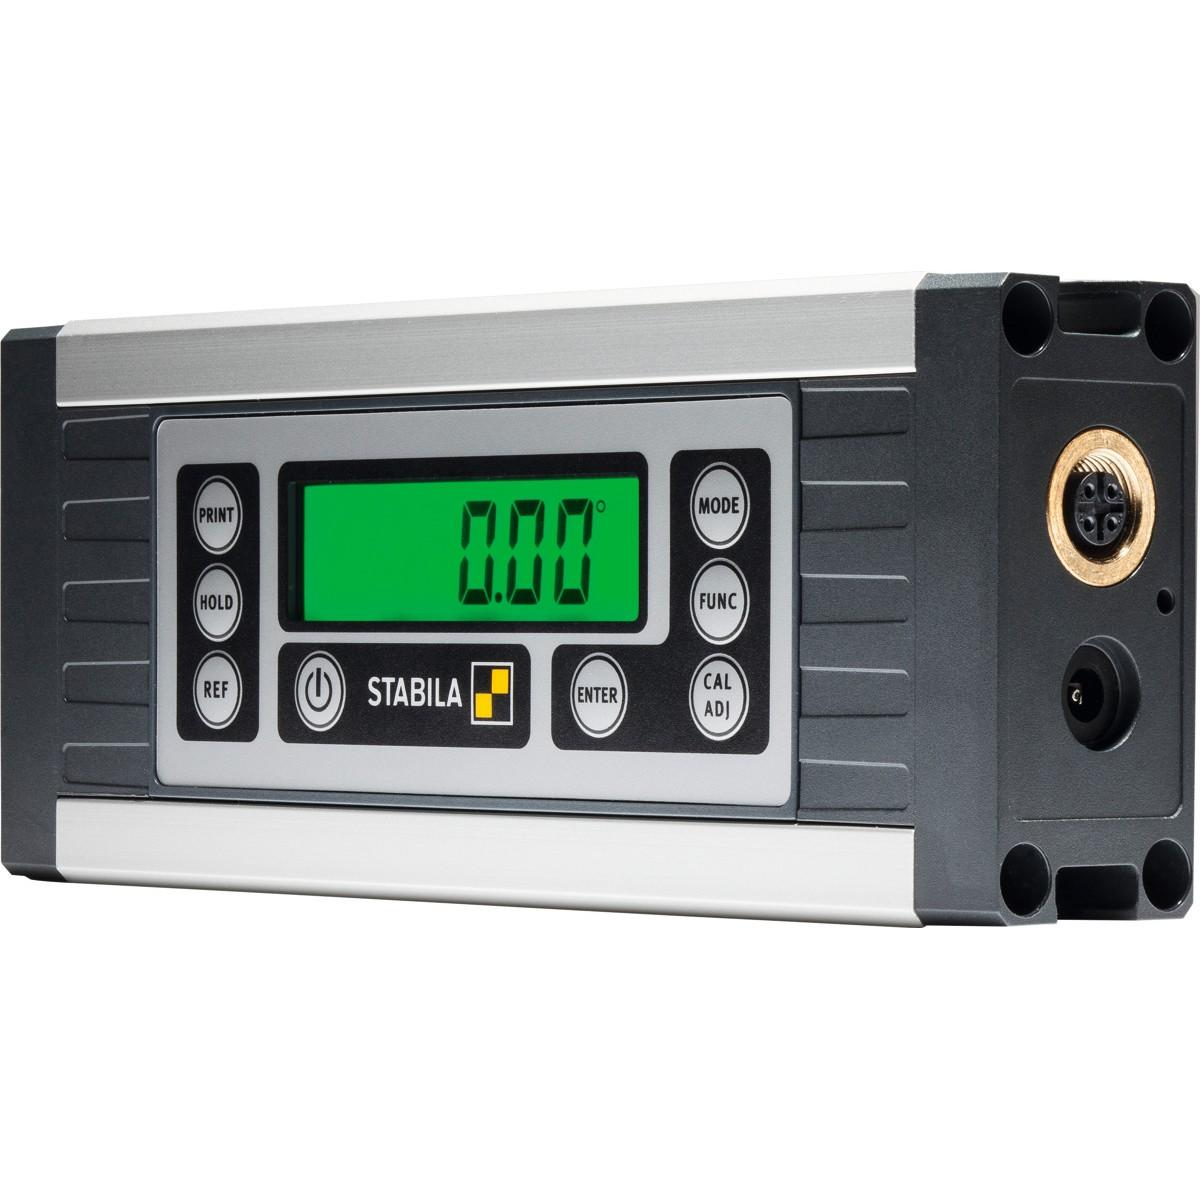 PRINT
HOLD
REF
0.00°
STABILA
MODE
FUNC
ENTER
CAL
ADJ